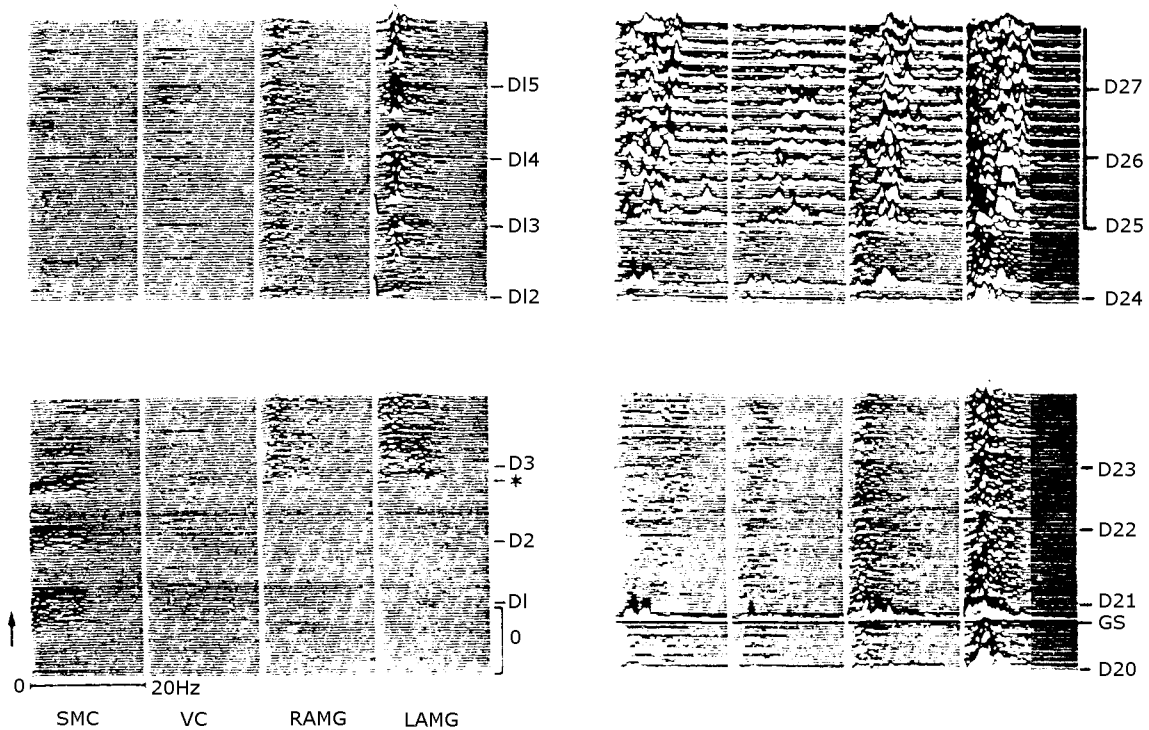 DI5
DI4
DI3
DI2
D27
D26
D25
D24
D3
*
D2
DI
0
D23
D22
D21
GS
D20
0 20Hz
SMC VC RAMG LAMG